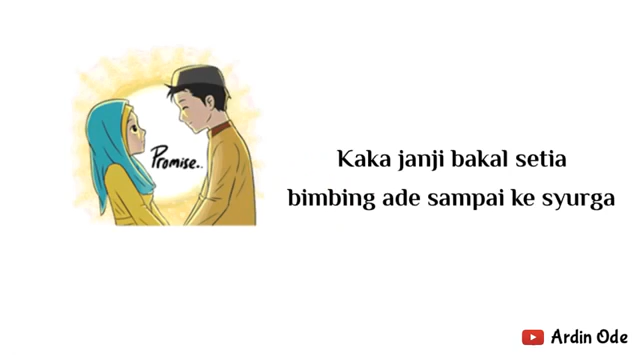 Promise..
Kaka janji bakal setia
bimbing ade sampai ke syurga
Ardin Ode